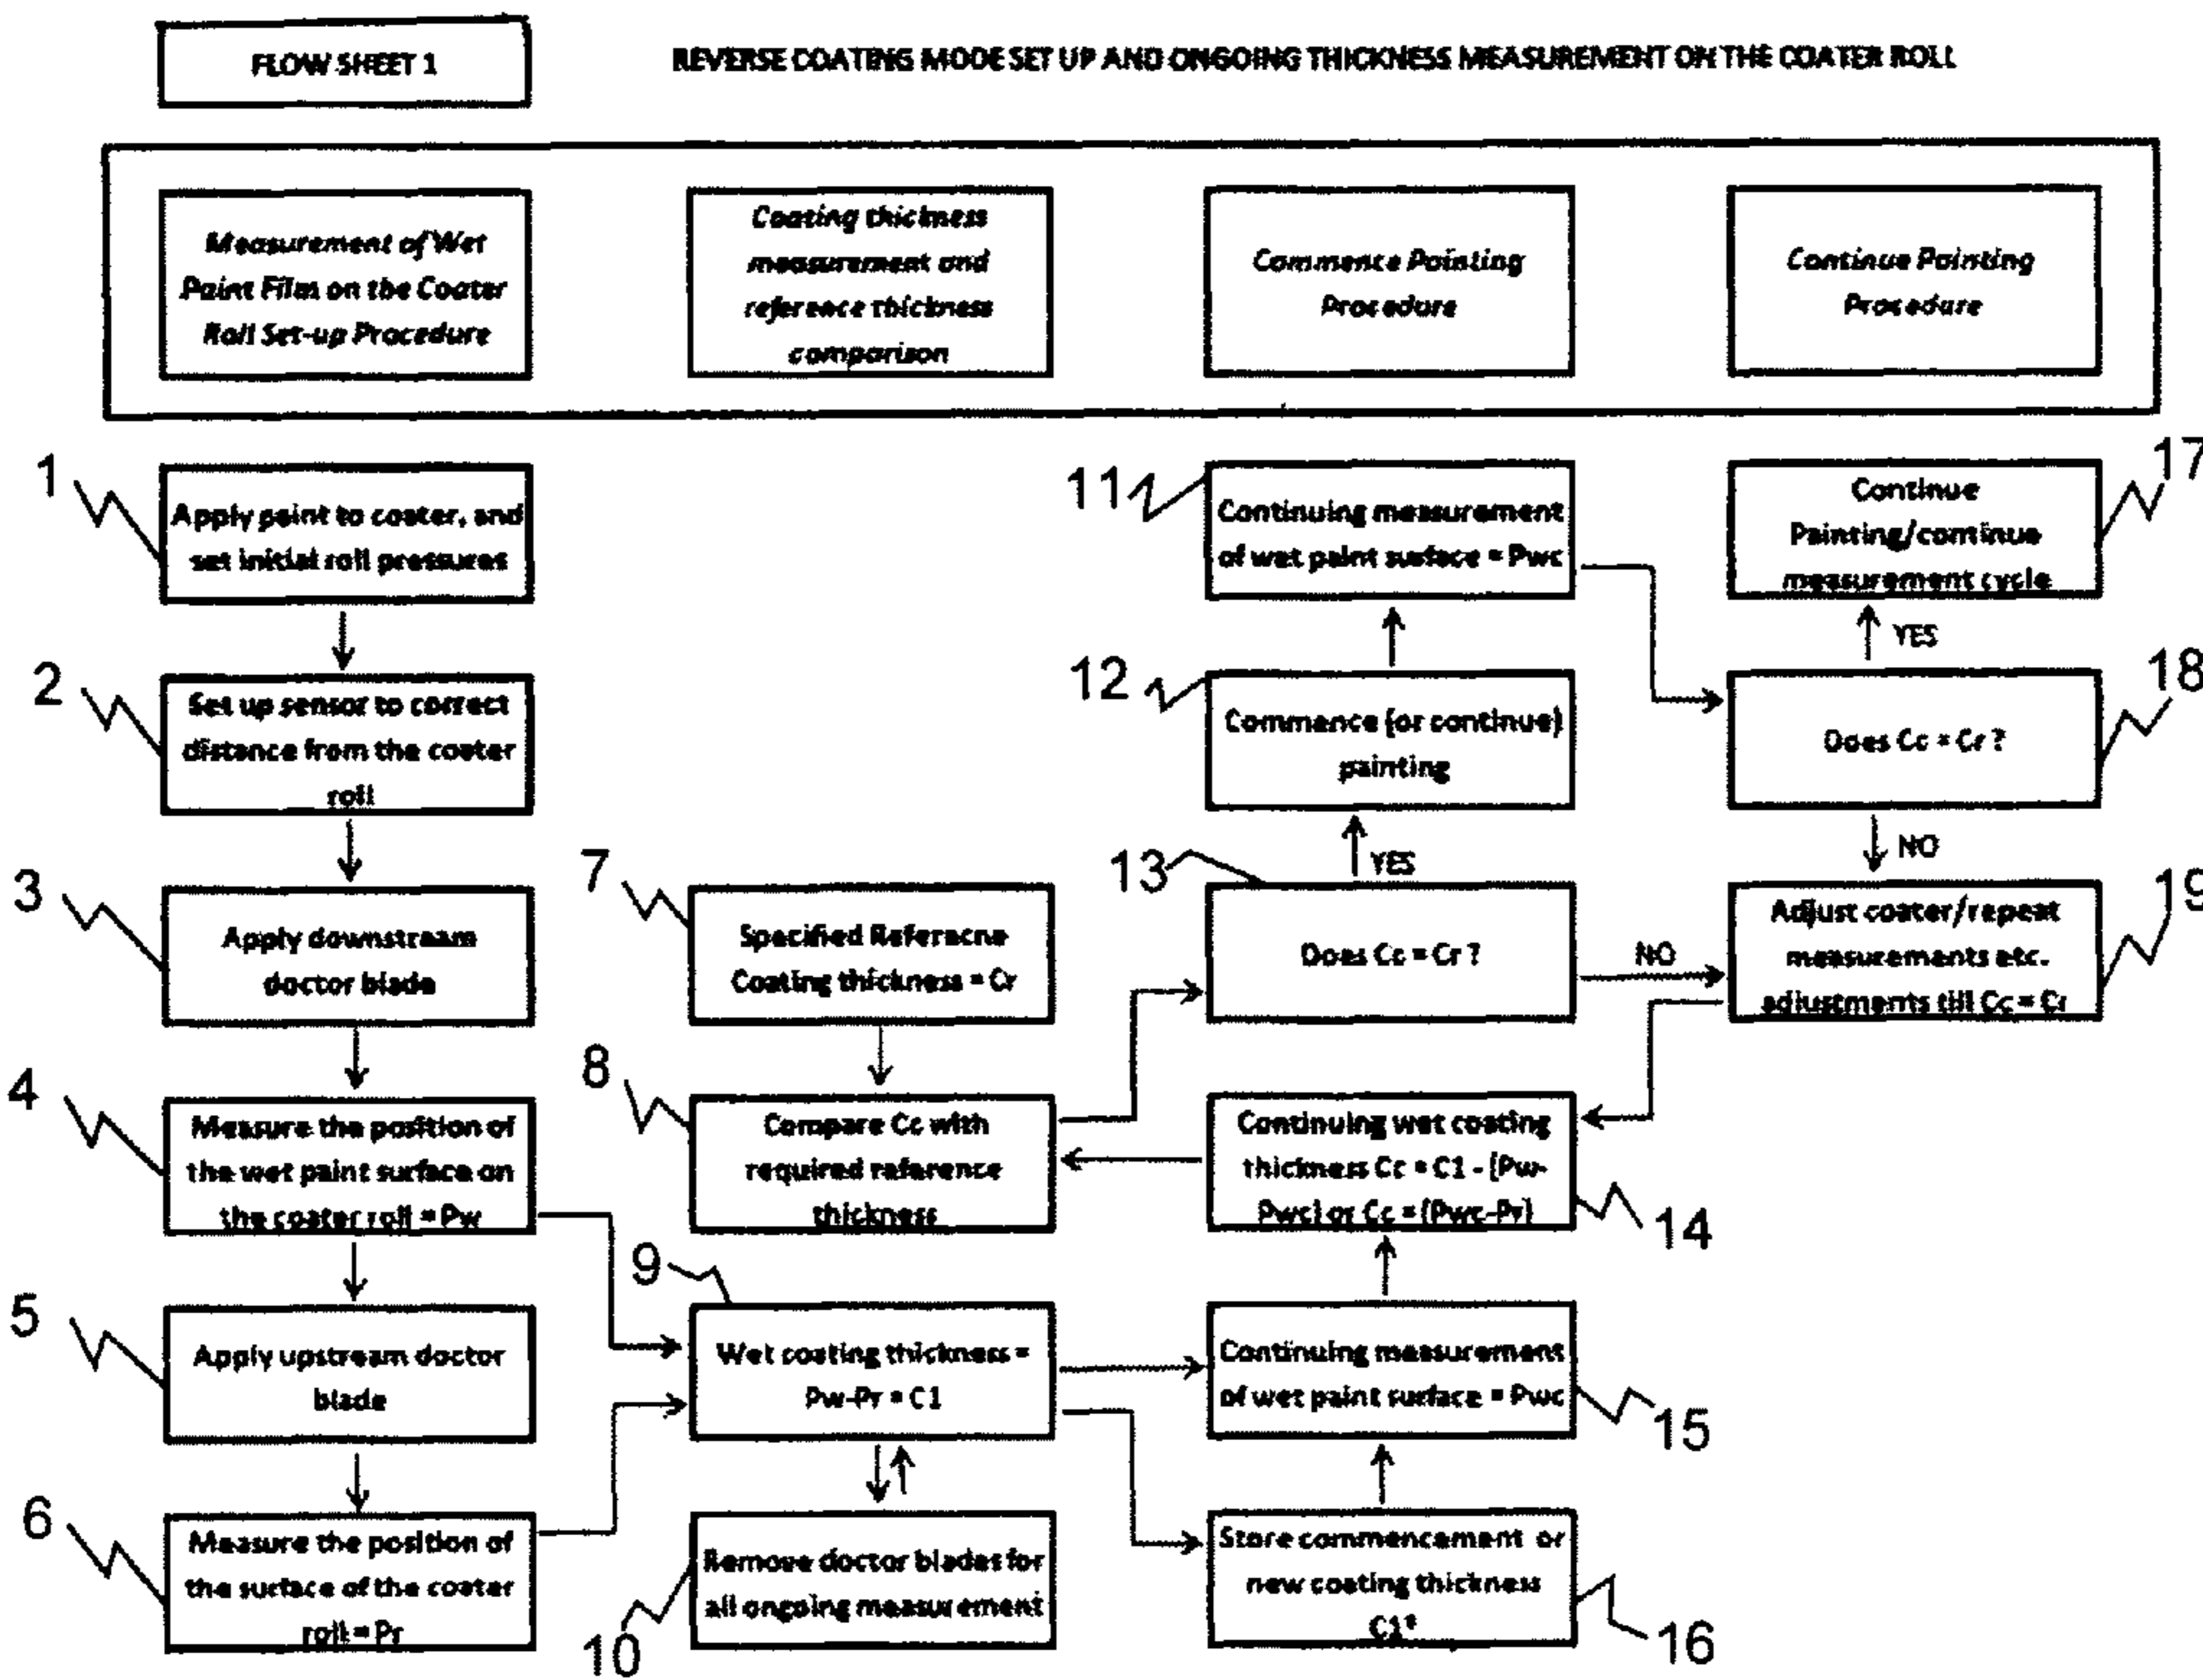 FLOW SHEET 1
REVERSE COATING MODE SET UP AND ONGOING THICKNESS MEASUREMENT ON THE COATER ROLL
Measurement of Wet
Paint Film on the Coater
Roll Set-up Procedure
Coating thickness
measurement and
reference thickness
comparison
Commence Painting
Procedure
Continue Painting
Procedure
1
Apply paint to coater, and
set initial roll pressures
2
Set up sensor to correct
distance from the coater
roll
3
Apply downstream
doctor blade
4
Measure the position of
the wet paint surface on
the coater roll = Pw
5
Apply upstream doctor
blade
6
Measure the position of
the surface of the coater
roll = Pr
7
Specified Referacne
Coating thickness = Cr
8
Compare Cc with
required reference
thickness
9
Wet coating thickness =
Pw-Pr = C1
10
Remove doctor blades for
all ongoing measurement
11
Continuing measurement
of wet paint surface = Pwc
12
Commence (or continue)
painting
YES
13
Does Cc = Cr ?
NO
Continuing wet coating
thickness Cc = C1 - (Pw-
Pwc) or Cc = (Pwc-Pr)
14
Continuing measurement
of wet paint surface = Pwc
15
Store commencement or
new coating thickness
C1*
16
17
Continue
Painting/continue
measurement cycle
YES
18
Does Cc = Cr ?
NO
19
Adjust coater/repeat
measurements etc.
adjustments till Cc = Cr